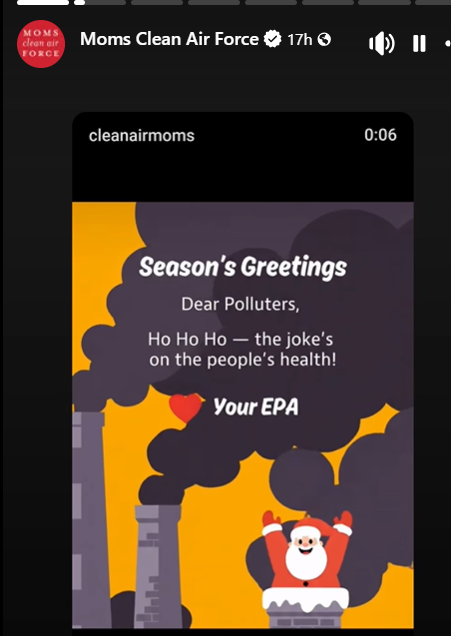 MOMS
clean air
FORCE
Moms Clean Air Force 17h
cleanairmoms
0:06
Season's Greetings
Dear Polluters,
Ho Ho Ho — the joke's
on the people's health!
Your EPA